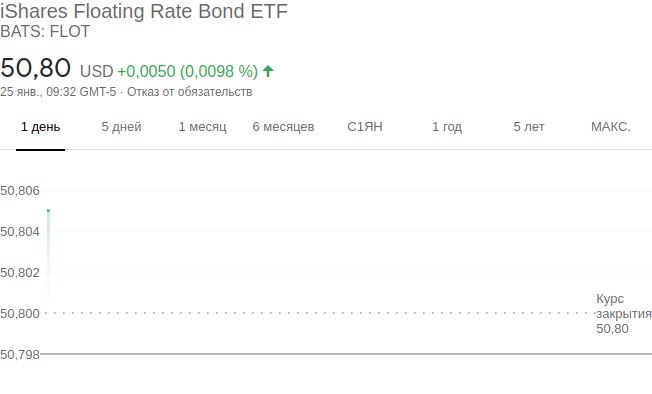 iShares Floating Rate Bond ETF
BATS: FLOT
50,80 USD +0,0050 (0,0098 %)
25 янв., 09:32 GMT-5 · Отказ от обязательств
1 день 5 дней 1 месяц 6 месяцев С1ЯН 1 год 5 лет МАКС.
50,806
50,804
50,802
Курс
50,800 закрытия
50,80
50,798